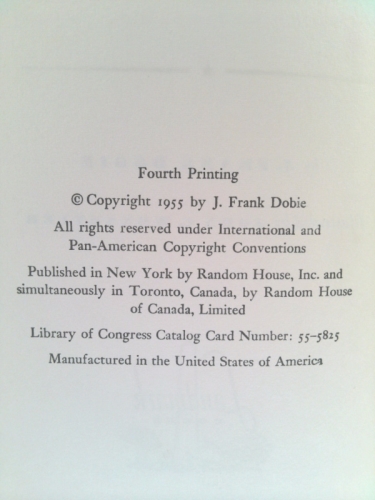 Fourth Printing
© Copyright 1955 by J. Frank Dobie
All rights reserved under International and
Pan-American Copyright Conventions
Published in New York by Random House, Inc. and
simultaneously in Toronto, Canada, by Random House
of Canada, Limited
Library of Congress Catalog Card Number: 55-5825
Manufactured in the United States of America